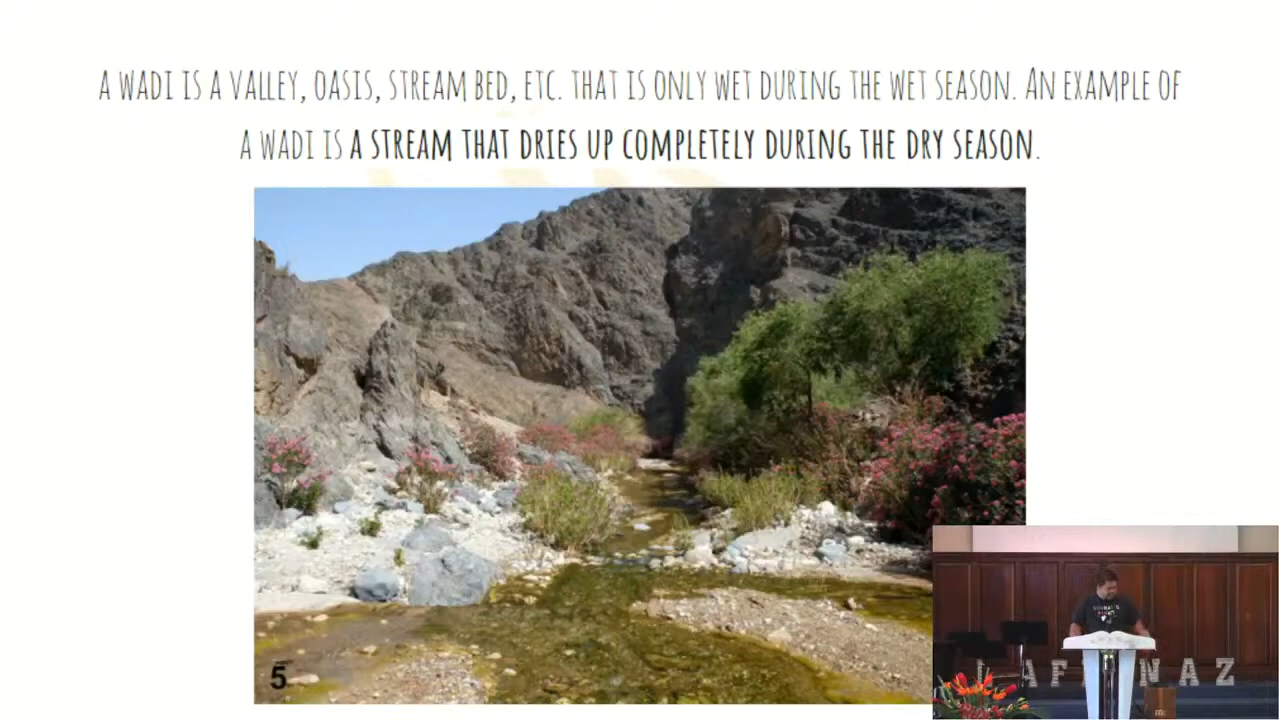 A WADI IS A VALLEY, OASIS, STREAM BED, ETC. THAT IS ONLY WET DURING THE WET SEASON. AN EXAMPLE OF
A WADI IS A STREAM THAT DRIES UP COMPLETELY DURING THE DRY SEASON.
5
NAZ